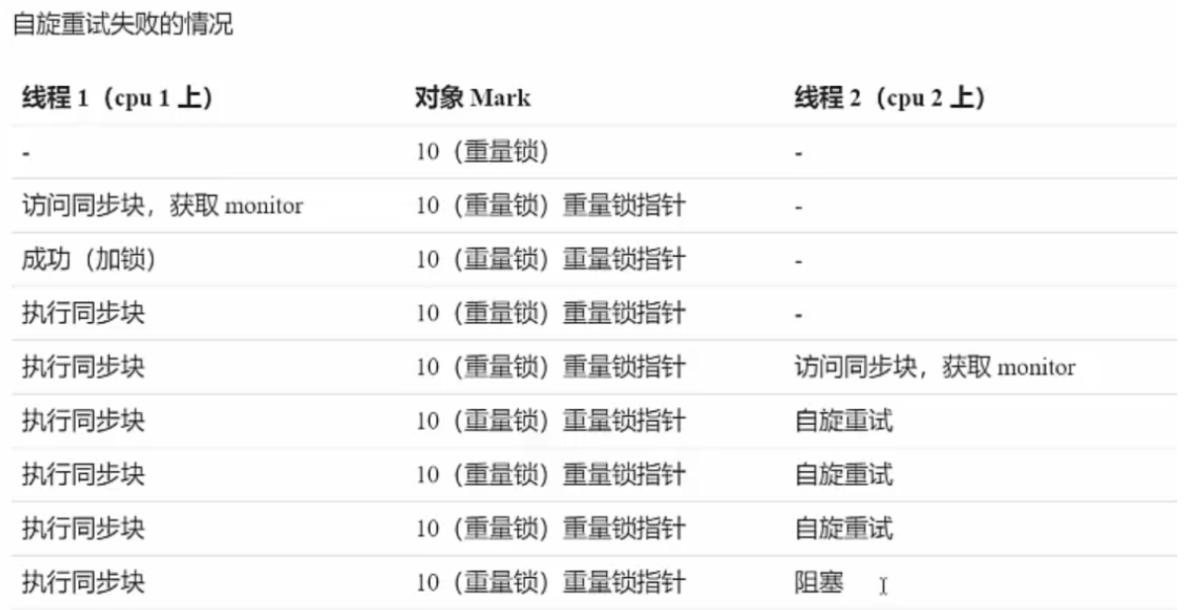 自旋重试失败的情况
线程 1（cpu 1 上） 对象 Mark 线程 2（cpu 2 上）
- 10（重量锁） -
访问同步块，获取 monitor 10（重量锁）重量锁指针 -
成功（加锁） 10（重量锁）重量锁指针 -
执行同步块 10（重量锁）重量锁指针 -
执行同步块 10（重量锁）重量锁指针 访问同步块，获取 monitor
执行同步块 10（重量锁）重量锁指针 自旋重试
执行同步块 10（重量锁）重量锁指针 自旋重试
执行同步块 10（重量锁）重量锁指针 自旋重试
执行同步块 10（重量锁）重量锁指针 阻塞